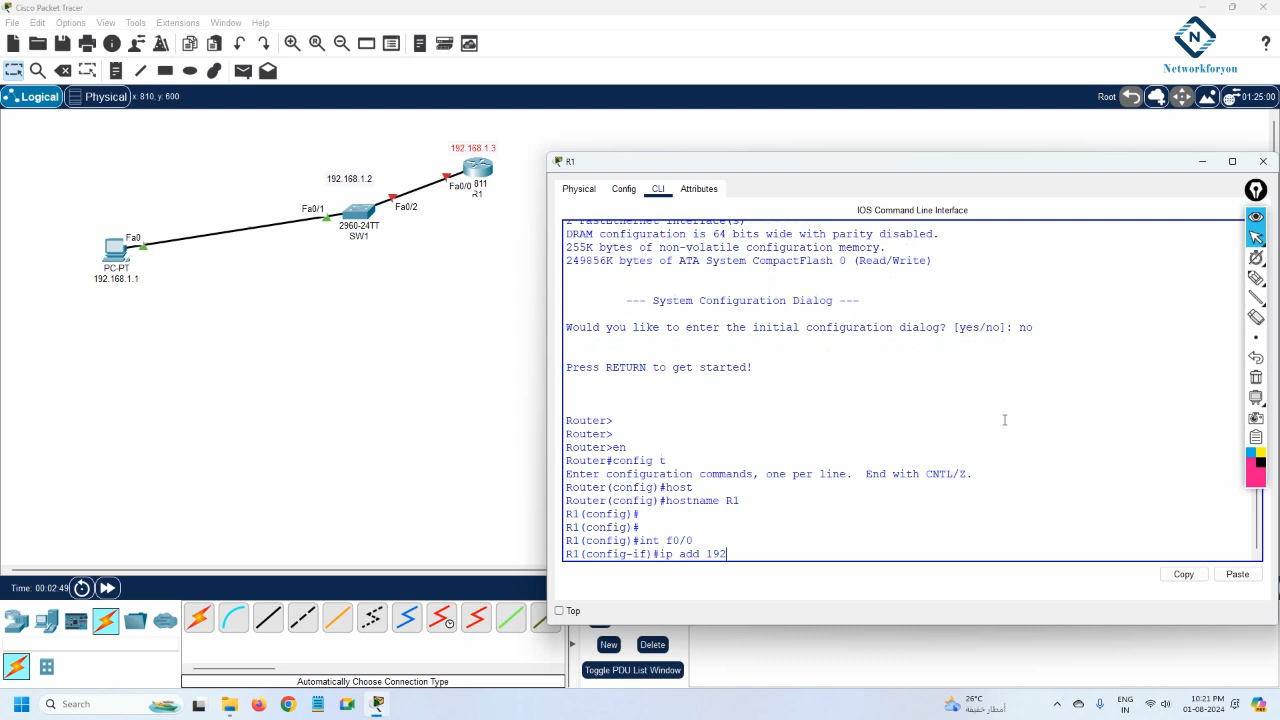 Cisco Packet Tracer
File Edit Options View Tools Extensions Window Help
N
Networkforyou
Logical Physical x: 810, y: 600
Root 01:25:00
192.168.1.3
811
R1
Fa0/0
192.168.1.2
Fa0/1
Fa0/2
2960-24TT
SW1
Fa0
PC-PT
192.168.1.1
R1
Physical Config CLI Attributes
IOS Command Line Interface
2 FastEthernet interface(s)
DRAM configuration is 64 bits wide with parity disabled.
255K bytes of non-volatile configuration memory.
249856K bytes of ATA System CompactFlash 0 (Read/Write)
--- System Configuration Dialog ---
Would you like to enter the initial configuration dialog? [yes/no]: no
Press RETURN to get started!
Router>
Router>
Router>en
Router#config t
Enter configuration commands, one per line. End with CNTL/Z.
Router(config)#host
Router(config)#hostname R1
R1(config)#
R1(config)#
R1(config)#int f0/0
R1(config-if)#ip add 192
Copy Paste
Top
Time: 00:02:49
New Delete
Toggle PDU List Window
Automatically Choose Connection Type
Search
26°C
أمطار خفيفة
ENG
IN
10:21 PM
01-08-2024